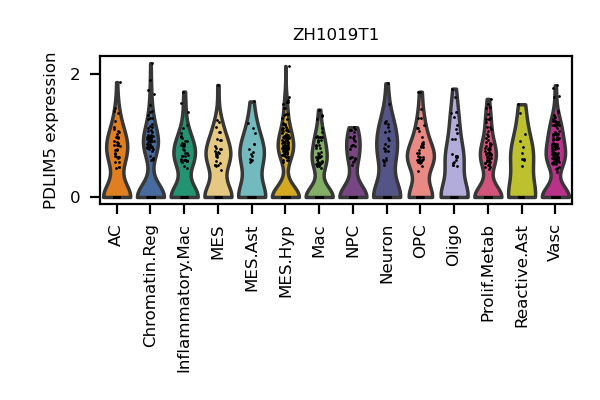 ZH1019T1
PDLIM5 expression
2
0
AC
Chromatin.Reg
Inflammatory.Mac
MES
MES.Ast
MES.Hyp
Mac
NPC
Neuron
OPC
Oligo
Prolif.Metab
Reactive.Ast
Vasc